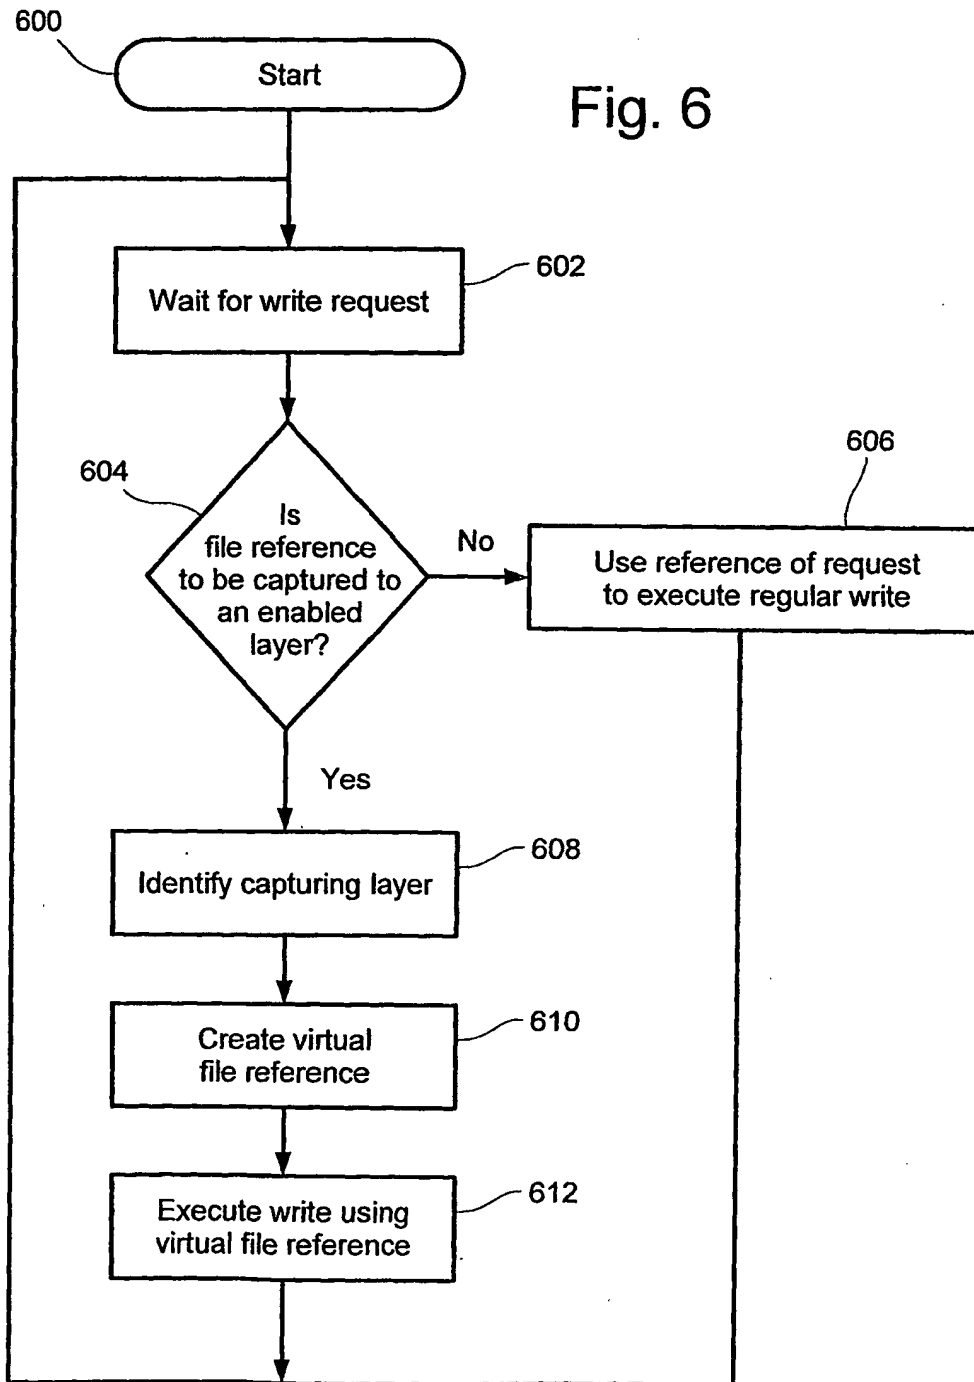 600
Start
Fig. 6
Wait for write request
602
604
Is
file reference
to be captured to
an enabled
layer?
No
606
Use reference of request
to execute regular write
Yes
Identify capturing layer
608
Create virtual
file reference
610
Execute write using
virtual file reference
612